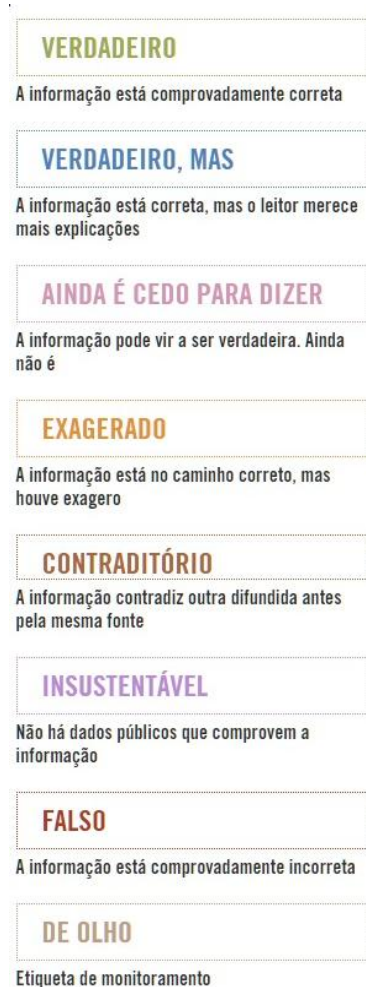 VERDADEIRO
A informação está comprovadamente correta
VERDADEIRO, MAS
A informação está correta, mas o leitor merece
mais explicações
AINDA É CEDO PARA DIZER
A informação pode vir a ser verdadeira. Ainda
não é
EXAGERADO
A informação está no caminho correto, mas
houve exagero
CONTRADITÓRIO
A informação contradiz outra difundida antes
pela mesma fonte
INSUSTENTÁVEL
Não há dados públicos que comprovem a
informação
FALSO
A informação está comprovadamente incorreta
DE OLHO
Etiqueta de monitoramento